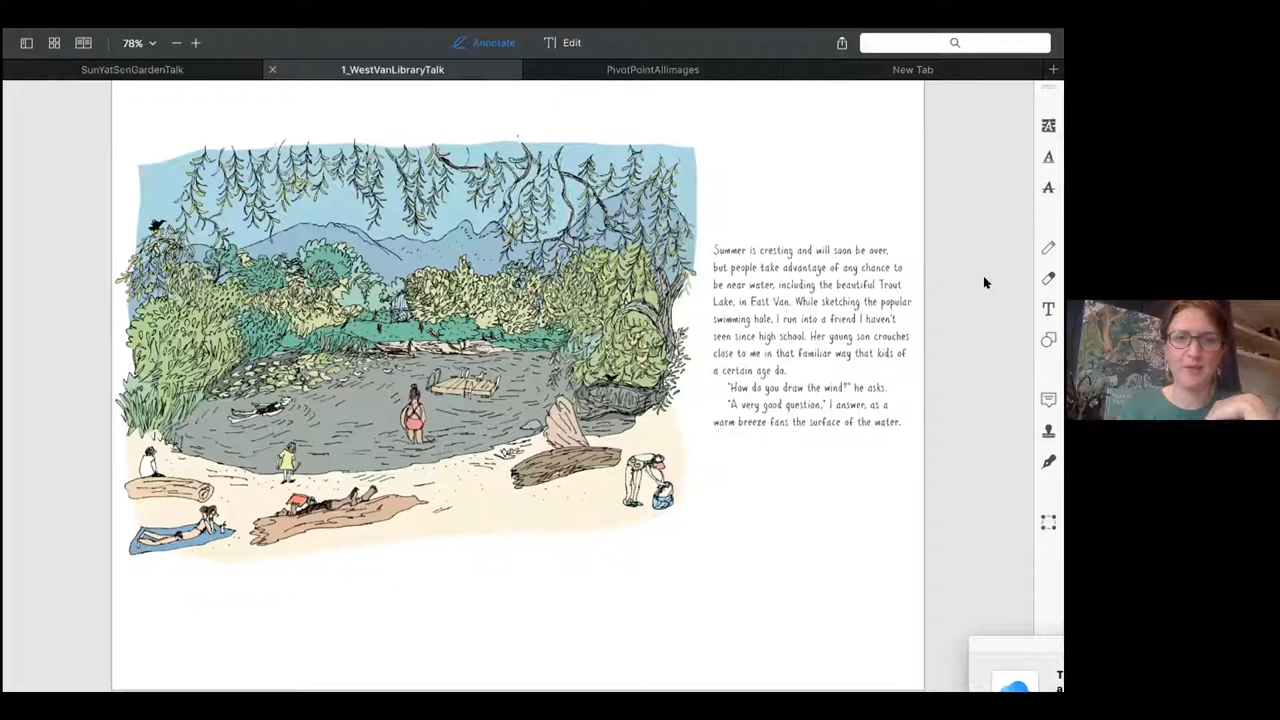 78%
Annotate
T Edit
SunYatSenGardenTalk
1_WestVanLibraryTalk
PivotPointAllimages
New Tab
Summer is cresting and will soon be over,
but people take advantage of any chance to
be near water, including the beautiful Trout
Lake, in East Van. While sketching the popular
swimming hole, I run into a friend I haven't
seen since high school. Her young son crouches
close to me in that familiar way that kids of
a certain age do.
"How do you draw the wind?" he asks.
"A very good question," I answer, as a
warm breeze fans the surface of the water.